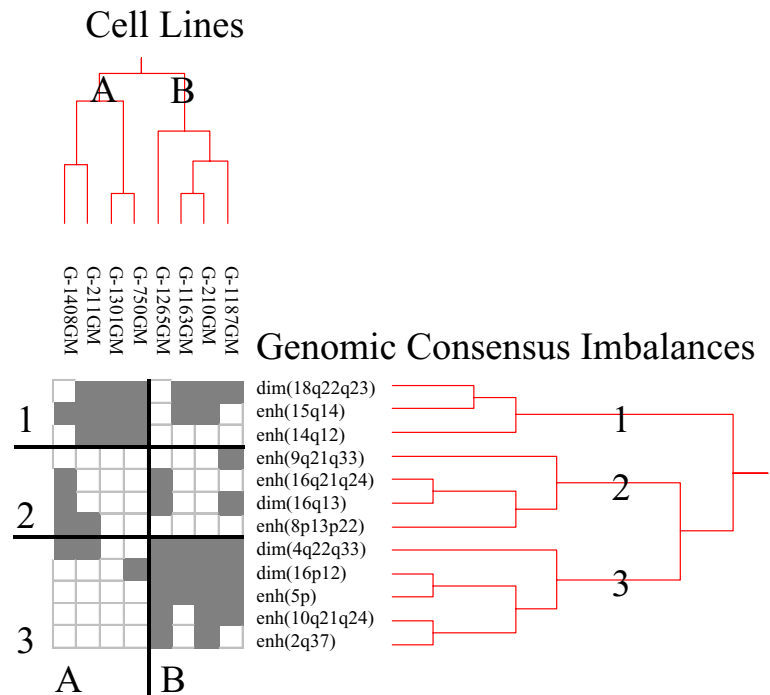 Cell Lines
A B
G-1408GM
G-211GM
G-1301GM
G-750GM
G-1265GM
G-1163GM
G-210GM
G-1187GM
Genomic Consensus Imbalances
dim(18q22q23)
enh(15q14)
enh(14q12)
enh(9q21q33)
enh(16q21q24)
dim(16q13)
enh(8p13p22)
dim(4q22q33)
dim(16p12)
enh(5p)
enh(10q21q24)
enh(2q37)
1
2
3
1
2
3
A B